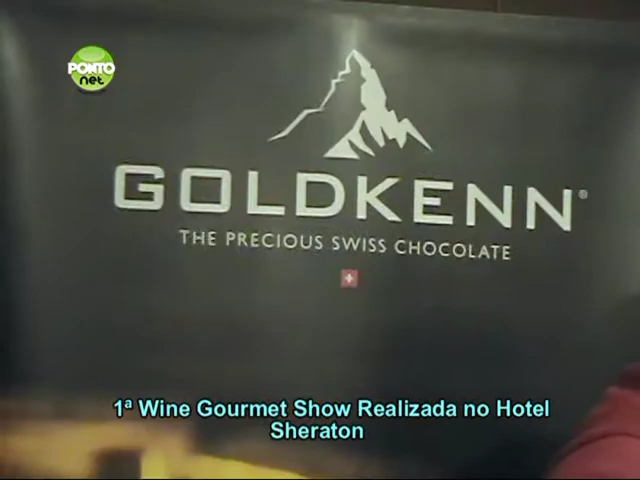 PONTO
net
GOLDKENN®
THE PRECIOUS SWISS CHOCOLATE
1ª Wine Gourmet Show Realizada no Hotel
Sheraton